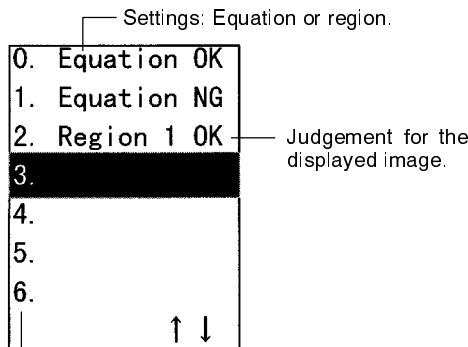 Settings: Equation or region.
0. Equation OK
1. Equation NG
2. Region 1 OK
Judgement for the
displayed image.
3.
4.
5.
6.
↑ ↓